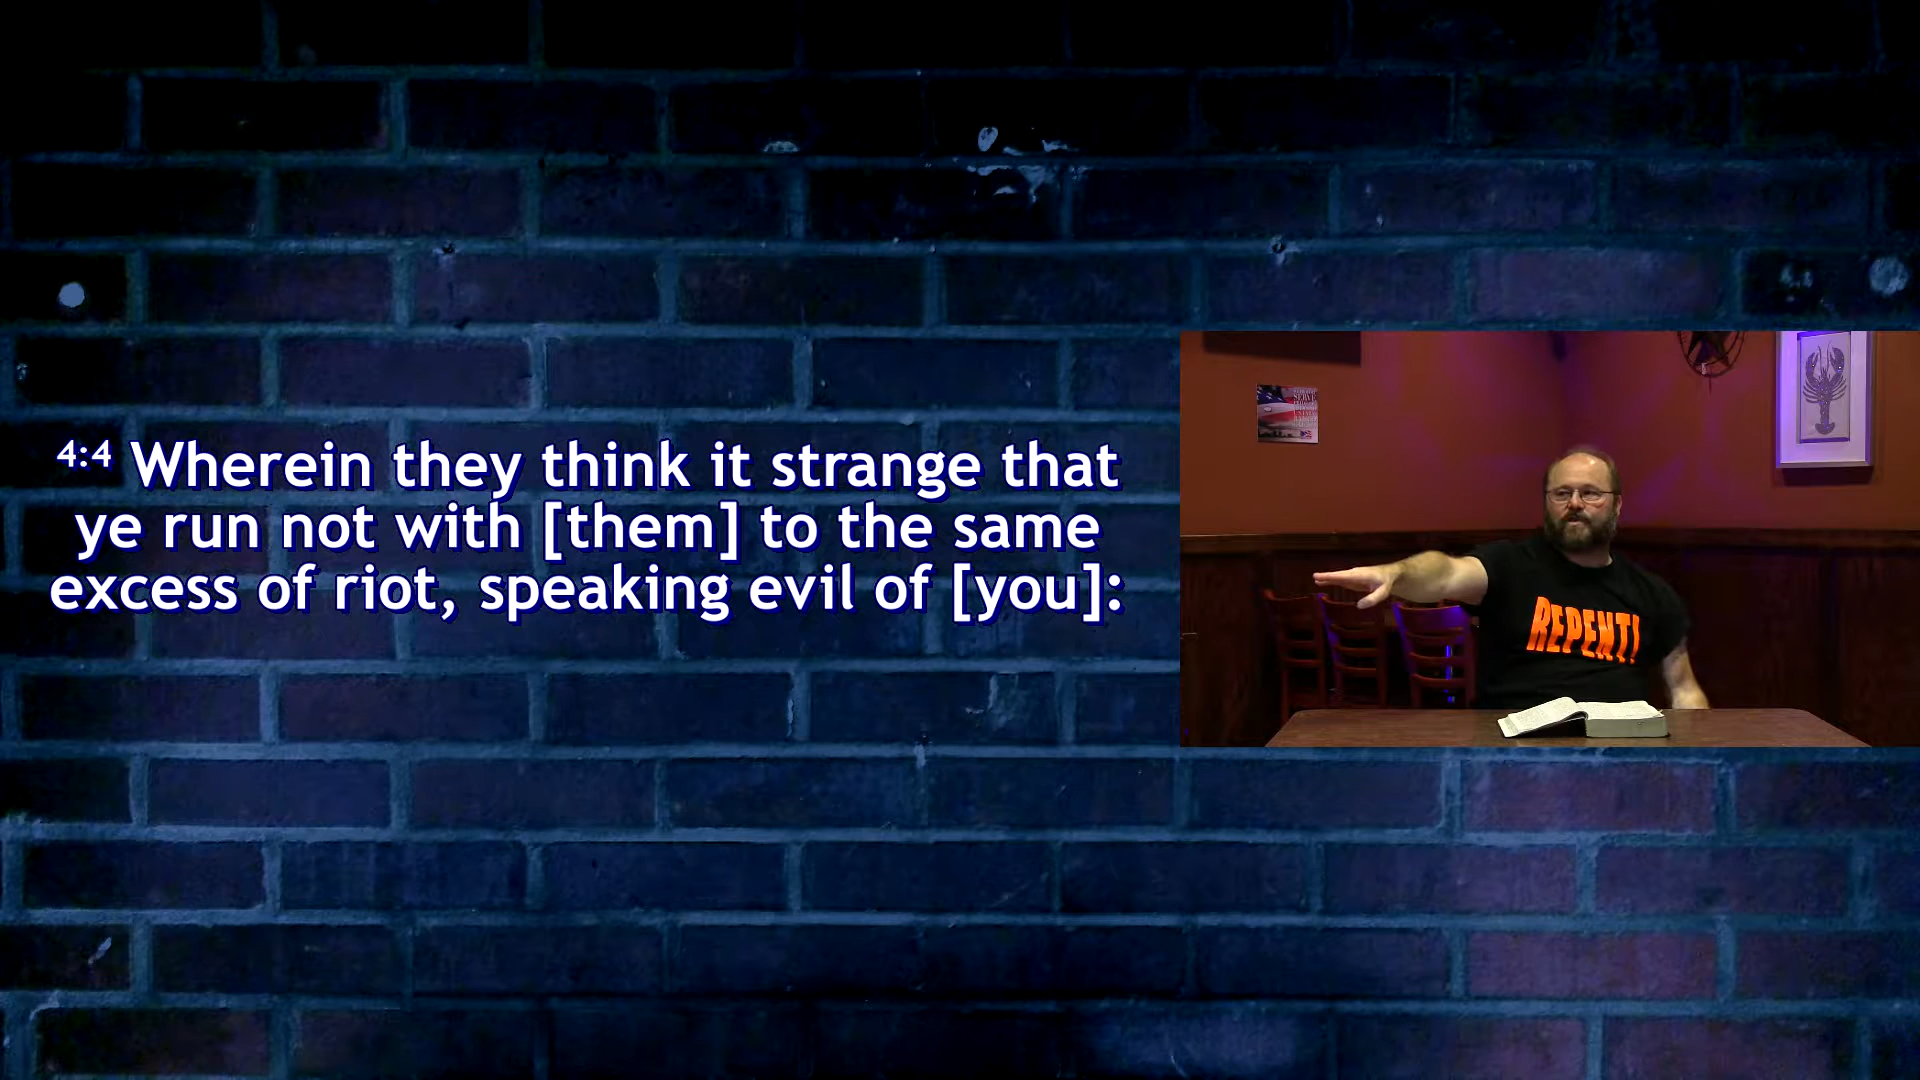 4:4 Wherein they think it strange that
ye run not with [them] to the same
excess of riot, speaking evil of [you]:
SERVE
REPENT!